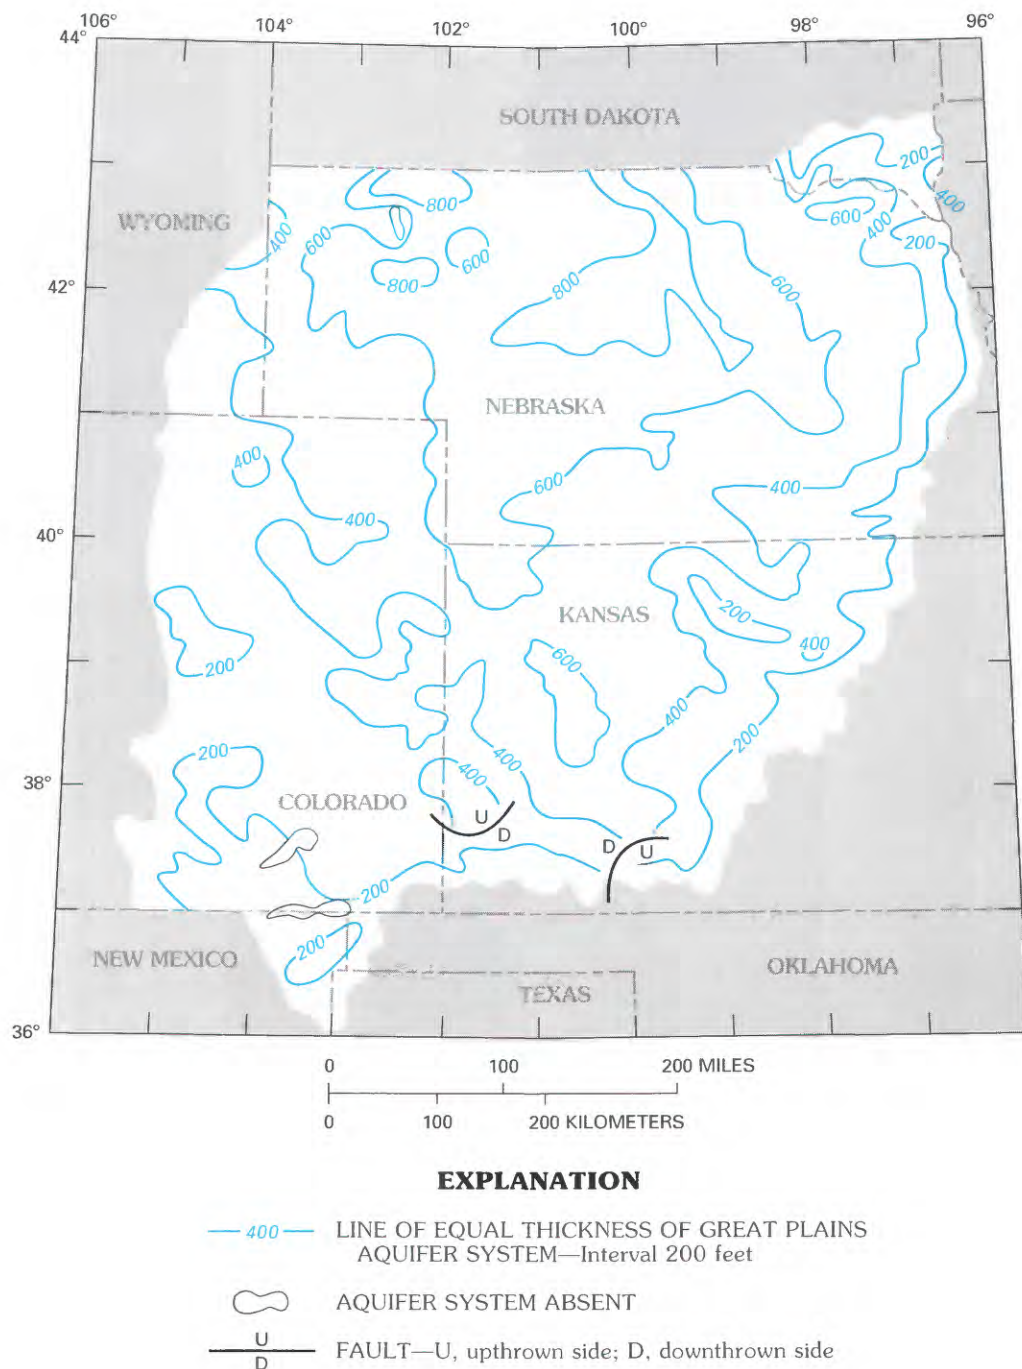 106°
104°
102°
100°
98°
96°
44°
SOUTH DAKOTA
200
400
800
WYOMING
400
600
600
400
200
600
800
800
600
42°
NEBRASKA
400
600
400
400
40°
KANSAS
200
400
600
200
400
200
200
400
400
38°
COLORADO
U
D
D
U
200
NEW MEXICO
200
OKLAHOMA
TEXAS
36°
0 100 200 MILES
0 100 200 KILOMETERS
EXPLANATION
400 LINE OF EQUAL THICKNESS OF GREAT PLAINS
AQUIFER SYSTEM—Interval 200 feet
AQUIFER SYSTEM ABSENT
U
D
FAULT—U, upthrown side; D, downthrown side